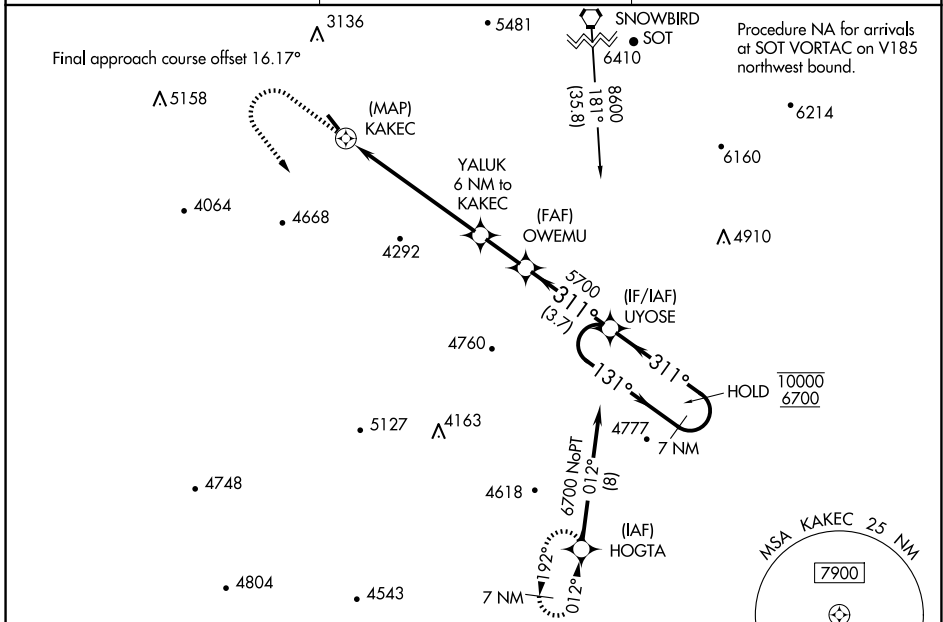 3136
5481
SNOWBIRD
SOT
6410
Procedure NA for arrivals
at SOT VORTAC on V185
northwest bound.
Final approach course offset 16.17°
5158
(MAP)
KAKEC
8600
181°
(35.8)
6214
6160
YALUK
6 NM to
KAKEC
4064
4668
4292
(FAF)
OWEMU
4910
5700
311°
(3.7)
(IF/IAF)
UYOSE
4760
311°
131°
HOLD
10000
6700
5127
4163
4777
7 NM
4748
4618
6700 NoPT
012°
(8)
(IAF)
HOGTA
192°
012°
7 NM
4804
4543
MSA KAKEC 25 NM
7900